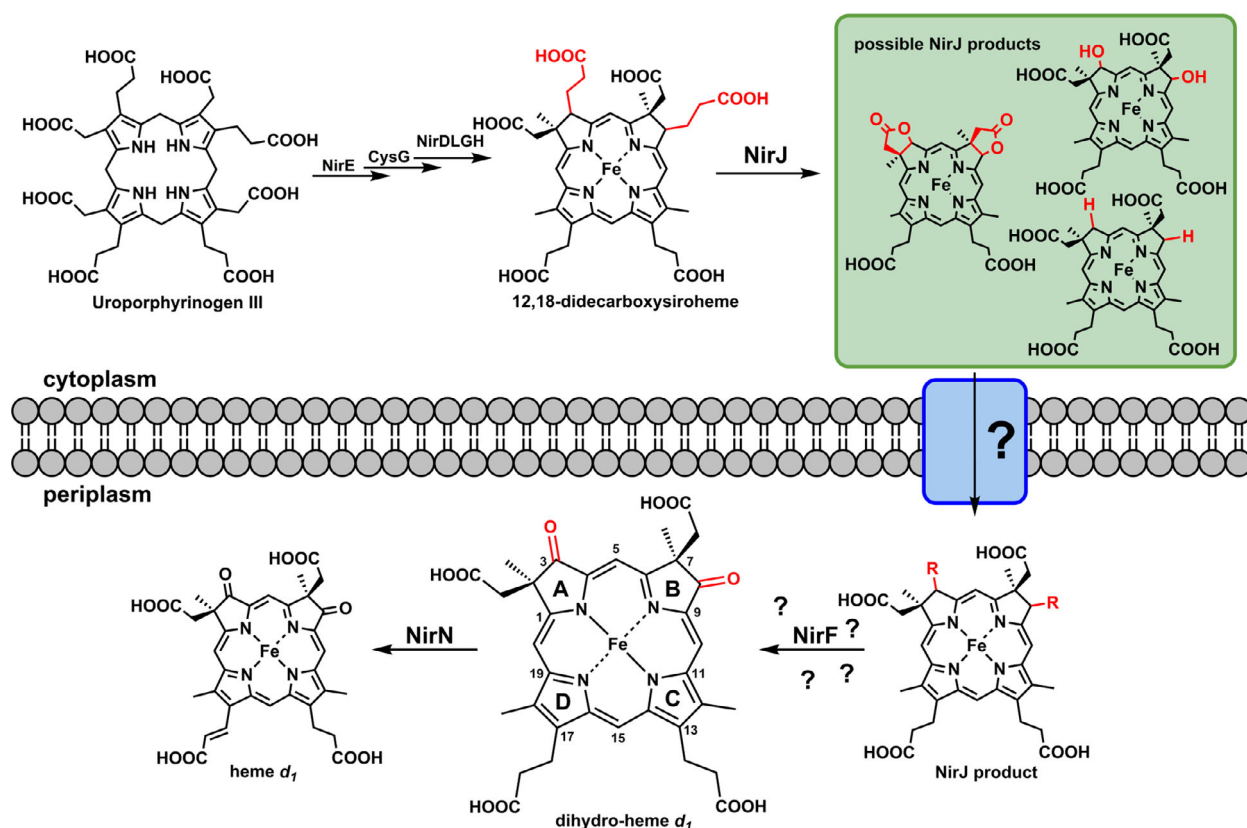 possible NirJ products
HOOC
HOOC
HOOC
COOH
HOOC
NH HN
NH HN
HOOC
COOH
HOOC
COOH
Uroporphyrinogen III
NirE
CysG
NirDLGH
HOOC
HOOC
COOH
HOOC
N N
Fe
N N
HOOC
COOH
12,18-didecarboxysiroheme
NirJ
O
O
O
O
N N
Fe
N N
HOOC
COOH
HO
HOOC
HOOC
OH
N N
Fe
N N
HOOC
COOH
H
HOOC
HOOC
H
N N
Fe
N N
HOOC
COOH
cytoplasm
?
periplasm
O
HOOC
HOOC
O
N N
Fe
N N
HOOC
COOH
heme d1
NirN
HOOC
O
3
5
7
A
B
O
HOOC
1
N N
9
Fe
19
N N
11
D
C
17
15
13
HOOC
COOH
dihydro-heme d1
?
NirF
?
? ?
R
HOOC
HOOC
R
N N
Fe
N N
HOOC
COOH
NirJ product